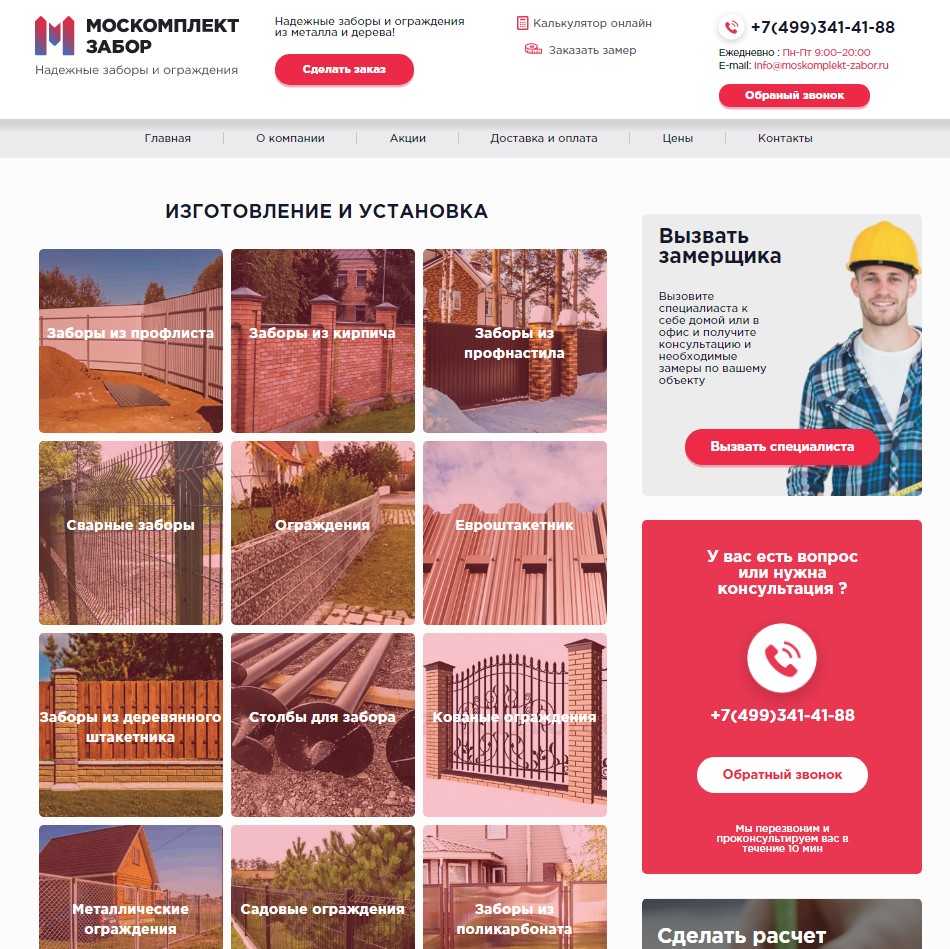 МОСКОМПЛЕКТ
ЗАБОР
Надежные заборы и ограждения
Надежные заборы и ограждения
из металла и дерева!
Сделать заказ
Калькулятор онлайн
Заказать замер
+7(499)341-41-88
Ежедневно : Пн-Пт 9:00-20:00
E-mail: info@moskomplekt-zabor.ru
Обраный звонок
Главная
О компании
Акции
Доставка и оплата
Цены
Контакты
ИЗГОТОВЛЕНИЕ И УСТАНОВКА
Заборы из профлиста
Заборы из кирпича
Заборы из
профнастила
Сварные заборы
Ограждения
Евроштакетник
Заборы из деревянного
штакетника
Столбы для забора
Кованые ограждения
Металлические
ограждения
Садовые ограждения
Заборы из
поликарбоната
Вызвать
замерщика
Вызовите
специалиаста к
себе домой или в
офис и получите
консультацию и
необходимые
замеры по вашему
объекту
Вызвать специалиста
У вас есть вопрос
или нужна
консультация ?
+7(499)341-41-88
Обратный звонок
Мы перезвоним и
проконсультируем вас в
течение 10 мин
Сделать расчет